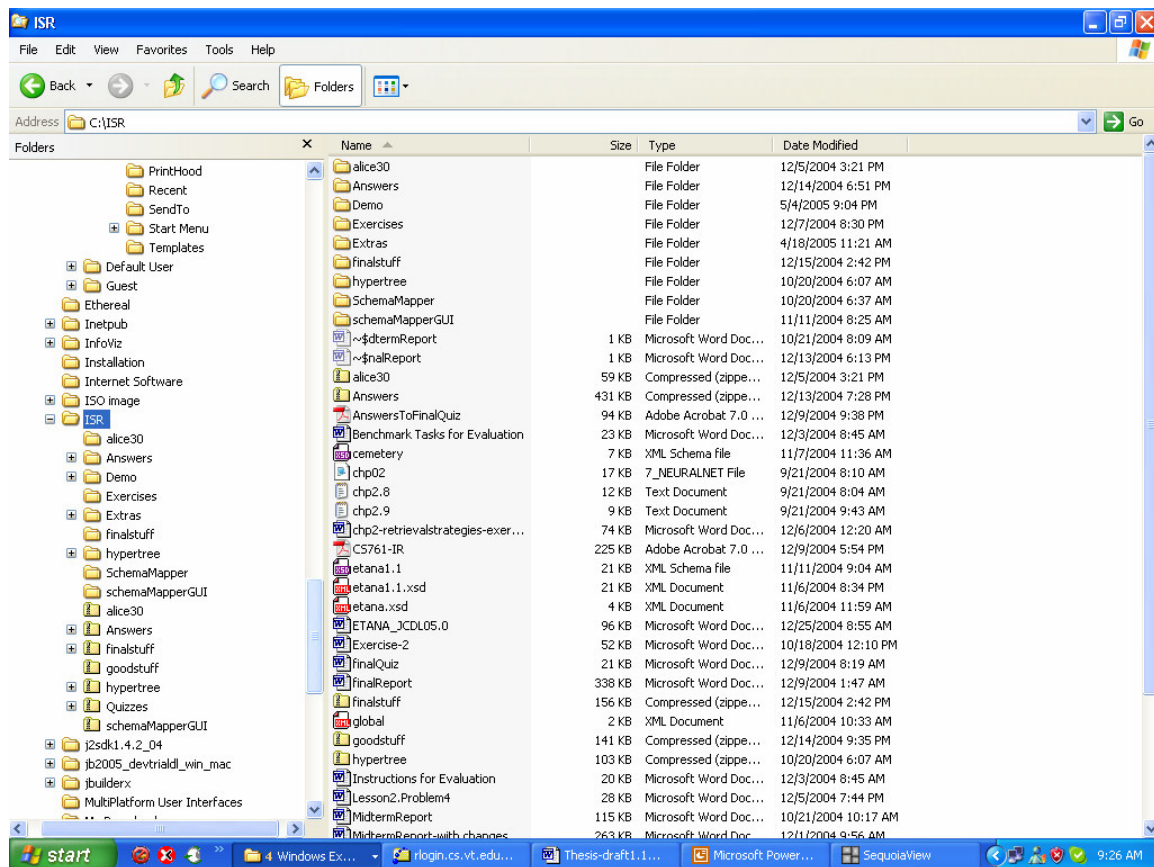 ISR
File Edit View Favorites Tools Help
Back Search Folders
Address C:\ISR Go
Folders Name Size Type Date Modified
PrintHood
Recent
SendTo
Start Menu
Templates
Default User
Guest
Ethereal
Inetpub
InfoViz
Installation
Internet Software
ISO image
ISR
alice30
Answers
Demo
Exercises
Extras
finalstuff
hypertree
SchemaMapper
schemaMapperGUI
alice30
Answers
finalstuff
goodstuff
hypertree
Quizzes
schemaMapperGUI
j2sdk1.4.2_04
jb2005_devtrialdl_win_mac
jbuilderx
MultiPlatform User Interfaces
alice30 File Folder 12/5/2004 3:21 PM
Answers File Folder 12/14/2004 6:51 PM
Demo File Folder 5/4/2005 9:04 PM
Exercises File Folder 12/7/2004 8:30 PM
Extras File Folder 4/18/2005 11:21 AM
finalstuff File Folder 12/15/2004 2:42 PM
hypertree File Folder 10/20/2004 6:07 AM
SchemaMapper File Folder 10/20/2004 6:37 AM
schemaMapperGUI File Folder 11/11/2004 8:25 AM
~$dtermReport 1 KB Microsoft Word Doc... 10/21/2004 8:09 AM
~$nalReport 1 KB Microsoft Word Doc... 12/13/2004 6:13 PM
alice30 59 KB Compressed (zippe... 12/5/2004 3:21 PM
Answers 431 KB Compressed (zippe... 12/13/2004 7:28 PM
AnswersToFinalQuiz 94 KB Adobe Acrobat 7.0 ... 12/9/2004 9:38 PM
Benchmark Tasks for Evaluation 23 KB Microsoft Word Doc... 12/3/2004 8:45 AM
cemetery 7 KB XML Schema file 11/7/2004 11:36 AM
chp02 17 KB 7_NEURALNET File 9/21/2004 8:10 AM
chp2.8 12 KB Text Document 9/21/2004 8:04 AM
chp2.9 9 KB Text Document 9/21/2004 9:43 AM
chp2-retrievalstrategies-exer... 74 KB Microsoft Word Doc... 12/6/2004 12:20 AM
CS761-IR 225 KB Adobe Acrobat 7.0 ... 12/9/2004 5:54 PM
etana1.1 21 KB XML Schema file 11/11/2004 9:04 AM
etana1.1.xsd 21 KB XML Document 11/6/2004 8:34 PM
etana.xsd 4 KB XML Document 11/6/2004 11:59 AM
ETANA_JCDL05.0 96 KB Microsoft Word Doc... 12/25/2004 8:55 AM
Exercise-2 52 KB Microsoft Word Doc... 10/18/2004 12:10 PM
finalQuiz 21 KB Microsoft Word Doc... 12/9/2004 8:19 AM
finalReport 338 KB Microsoft Word Doc... 12/9/2004 1:47 AM
finalstuff 156 KB Compressed (zippe... 12/15/2004 2:42 PM
global 2 KB XML Document 11/6/2004 10:33 AM
goodstuff 141 KB Compressed (zippe... 12/14/2004 9:35 PM
hypertree 103 KB Compressed (zippe... 10/20/2004 6:07 AM
Instructions for Evaluation 20 KB Microsoft Word Doc... 12/3/2004 8:45 AM
Lesson2.Problem4 28 KB Microsoft Word Doc... 12/5/2004 7:44 PM
MidtermReport 115 KB Microsoft Word Doc... 10/21/2004 10:17 AM
MidtermReport-with changes 263 KB Microsoft Word Doc... 12/1/2004 9:56 AM
start 4 Windows Ex... rlogin.cs.vt.edu... Thesis-draft1.1... Microsoft Power... SequoiaView 9:26 AM